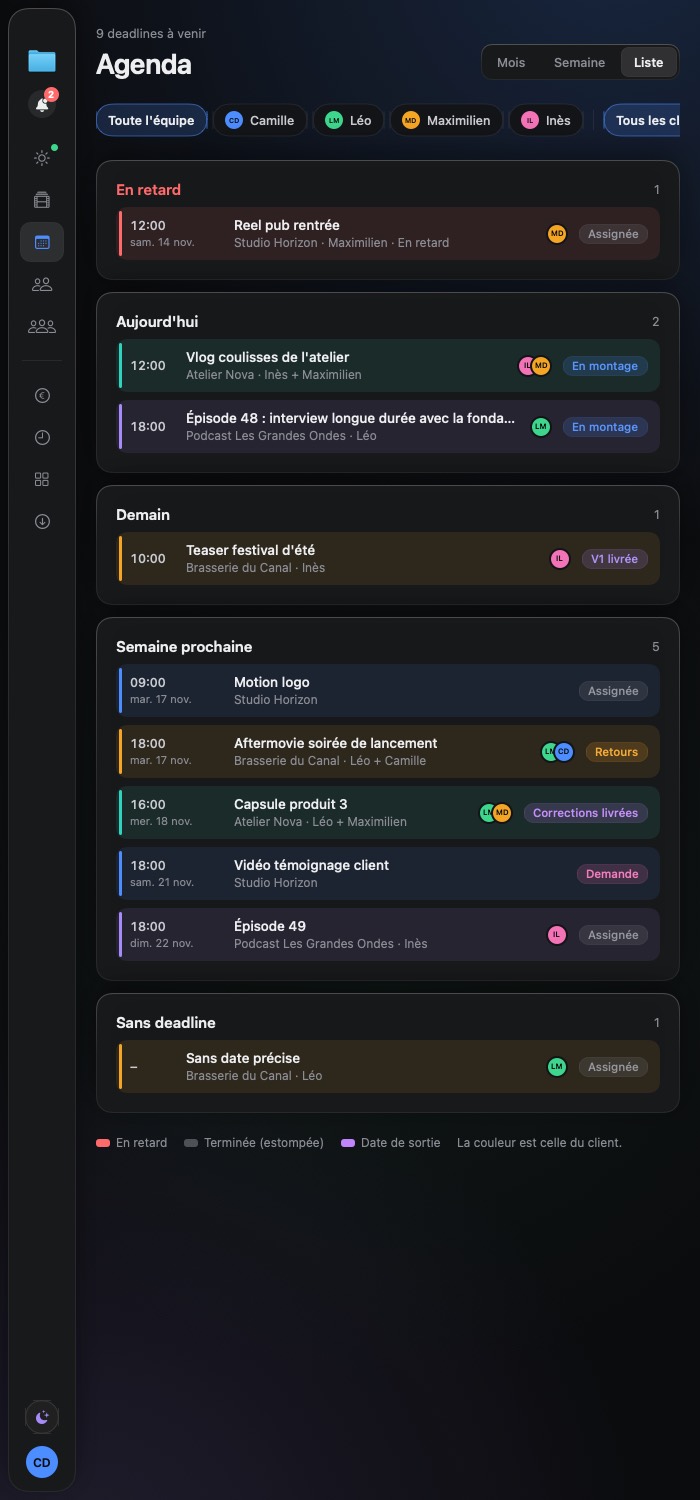 9 deadlines à venir
Agenda
Mois Semaine Liste
2
Toute l'équipe CD Camille LM Léo MD Maximilien IL Inès Tous les cl
En retard 1
12:00 Reel pub rentrée MD Assignée
sam. 14 nov. Studio Horizon · Maximilien · En retard
Aujourd'hui 2
12:00 Vlog coulisses de l'atelier IL MD En montage
Atelier Nova · Inès + Maximilien
18:00 Épisode 48 : interview longue durée avec la fonda... LM En montage
Podcast Les Grandes Ondes · Léo
Demain 1
10:00 Teaser festival d'été IL V1 livrée
Brasserie du Canal · Inès
Semaine prochaine 5
09:00 Motion logo Assignée
mar. 17 nov. Studio Horizon
18:00 Aftermovie soirée de lancement LM CD Retours
mar. 17 nov. Brasserie du Canal · Léo + Camille
16:00 Capsule produit 3 LM MD Corrections livrées
mer. 18 nov. Atelier Nova · Léo + Maximilien
18:00 Vidéo témoignage client Demande
sam. 21 nov. Studio Horizon
18:00 Épisode 49 IL Assignée
dim. 22 nov. Podcast Les Grandes Ondes · Inès
Sans deadline 1
– Sans date précise LM Assignée
Brasserie du Canal · Léo
En retard Terminée (estompée) Date de sortie La couleur est celle du client.
CD